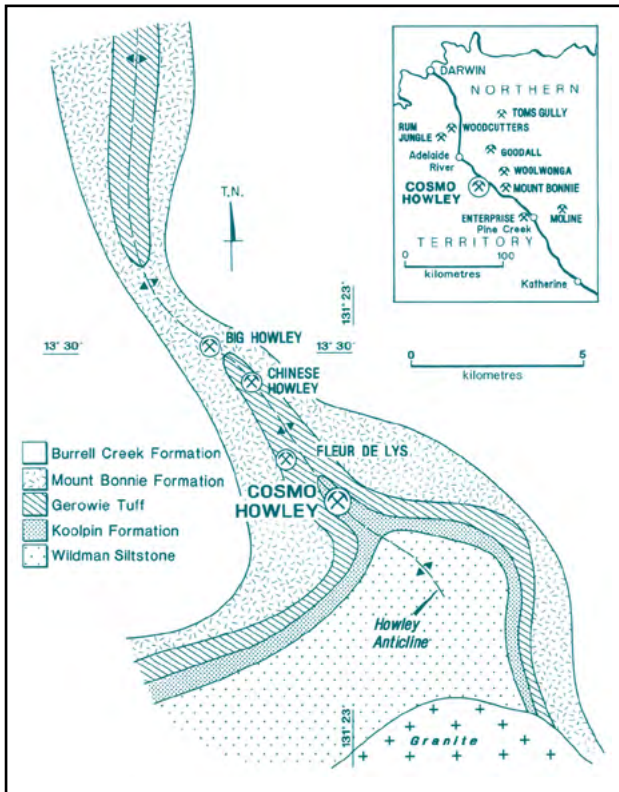 DARWIN
NORTHERN
TOMS GULLY
RUM
JUNGLE
WOODCUTTERS
GOODALL
Adelaide
River
WOOLWONGA
COSMO
HOWLEY
MOUNT BONNIE
ENTERPRISE
Pine Creek
MOLINE
TERRITORY
0 100
kilometres
Katherine
T.N.
131° 23'
13° 30'
BIG HOWLEY
13° 30'
CHINESE
HOWLEY
0 5
kilometres
FLEUR DE LYS
COSMO
HOWLEY
Burrell Creek Formation
Mount Bonnie Formation
Gerowie Tuff
Koolpin Formation
Wildman Siltstone
Howley
Anticline
131° 23'
Granite